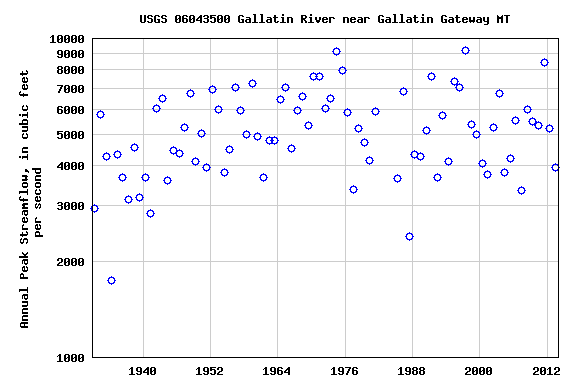 USGS 06043500 Gallatin River near Gallatin Gateway MT
Annual Peak Streamflow, in cubic feet
per second
10000
9000
8000
7000
6000
5000
4000
3000
2000
1000
1940 1952 1964 1976 1988 2000 2012